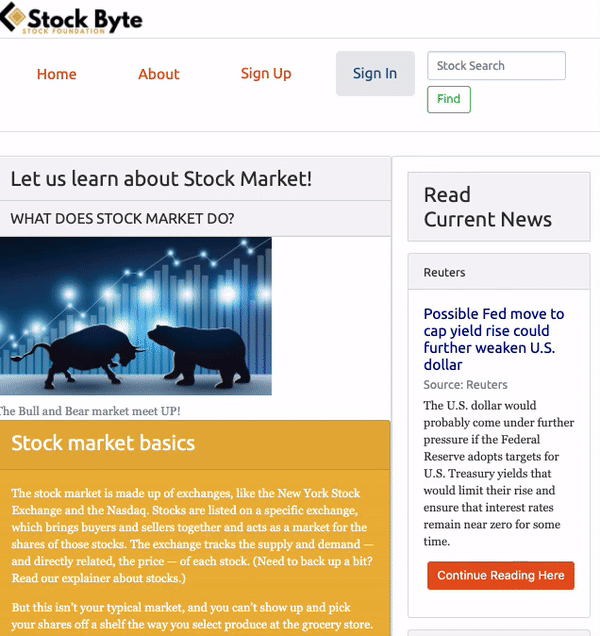 Stock Byte
STOCK FOUNDATION
Home
About
Sign Up
Sign In
Stock Search
Find
Let us learn about Stock Market!
WHAT DOES STOCK MARKET DO?
The Bull and Bear market meet UP!
Stock market basics
The stock market is made up of exchanges, like the New York Stock
Exchange and the Nasdaq. Stocks are listed on a specific exchange,
which brings buyers and sellers together and acts as a market for the
shares of those stocks. The exchange tracks the supply and demand —
and directly related, the price — of each stock. (Need to back up a bit?
Read our explainer about stocks.)
But this isn’t your typical market, and you can’t show up and pick
your shares off a shelf the way you select produce at the grocery store.
Read
Current News
Reuters
Possible Fed move to
cap yield rise could
further weaken U.S.
dollar
Source: Reuters
The U.S. dollar would
probably come under further
pressure if the Federal
Reserve adopts targets for
U.S. Treasury yields that
would limit their rise and
ensure that interest rates
remain near zero for some
time.
Continue Reading Here